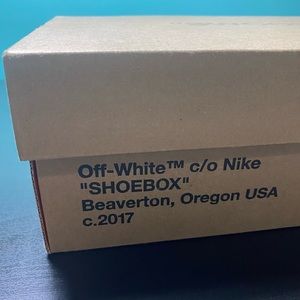 Off-White™ c/o Nike
"SHOEBOX"
Beaverton, Oregon USA
c.2017